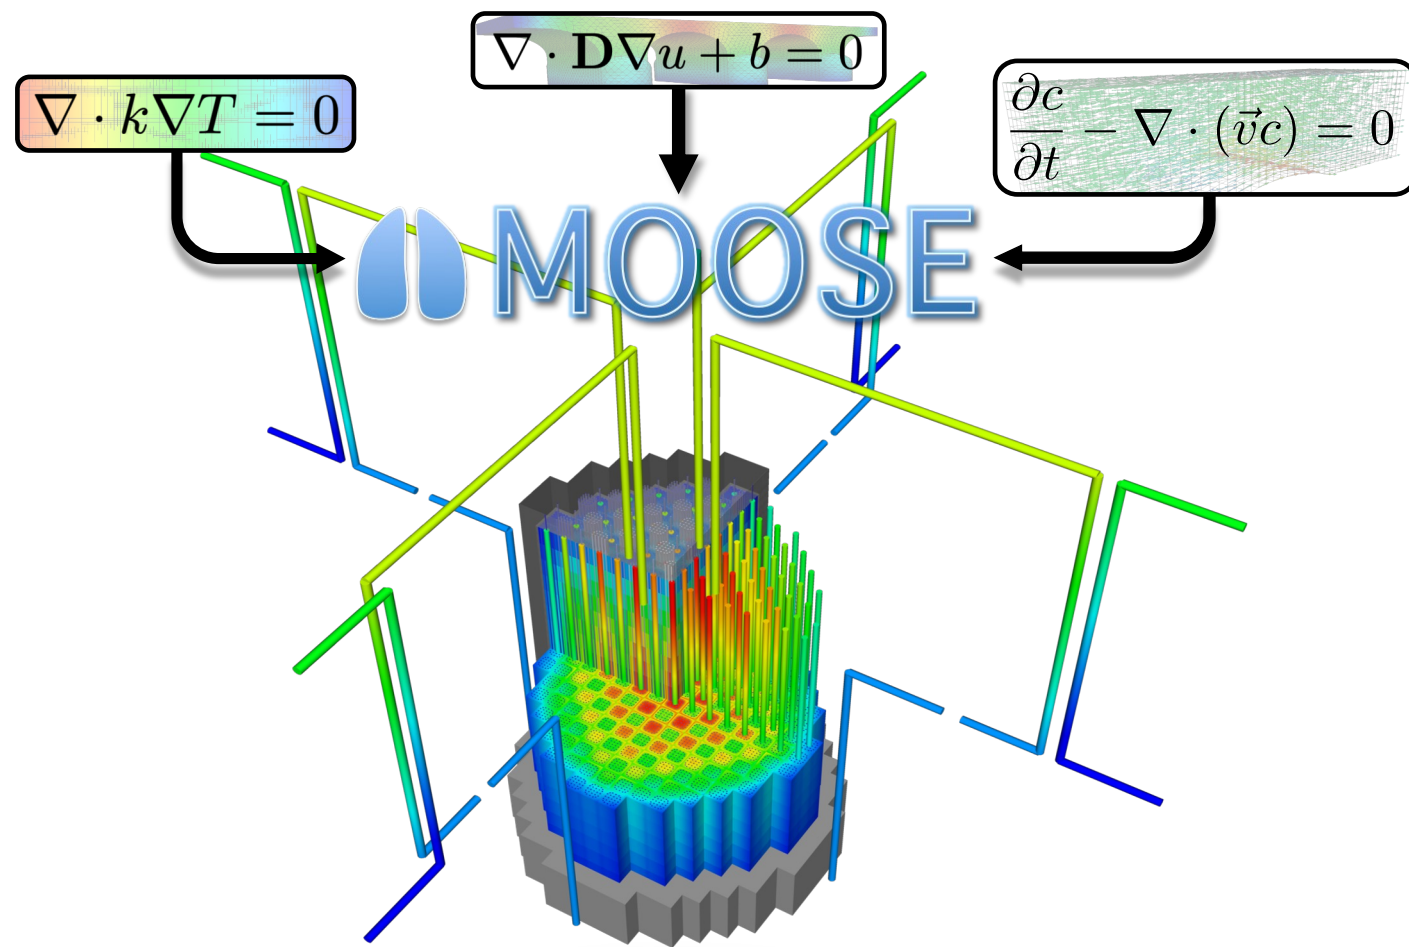 ∇ · k∇T = 0
∇ · D∇u + b = 0
∂c/∂t − ∇ · (v⃗c) = 0
MOOSE